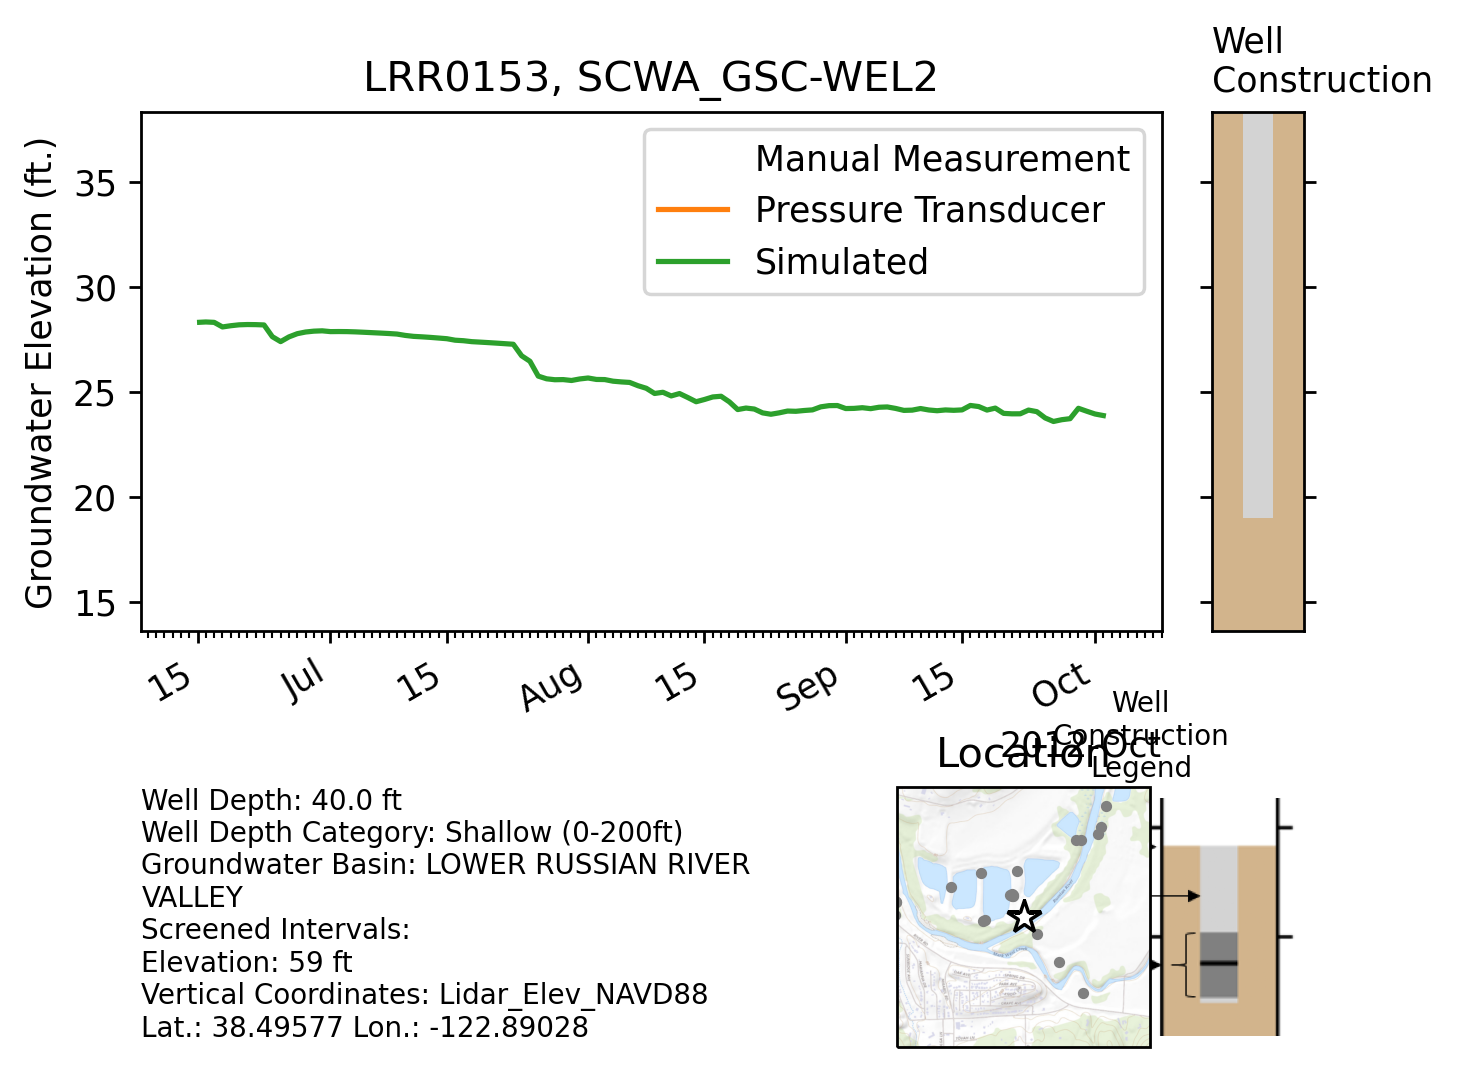 Well
Construction
LRR0153, SCWA_GSC-WEL2
Groundwater Elevation (ft.)
35
30
25
20
15
Manual Measurement
Pressure Transducer
Simulated
15
Jul
15
Aug
15
Sep
15
Oct
2012-Oct
Well
Construction
Legend
Location
Well Depth: 40.0 ft
Well Depth Category: Shallow (0-200ft)
Groundwater Basin: LOWER RUSSIAN RIVER
VALLEY
Screened Intervals:
Elevation: 59 ft
Vertical Coordinates: Lidar_Elev_NAVD88
Lat.: 38.49577 Lon.: -122.89028